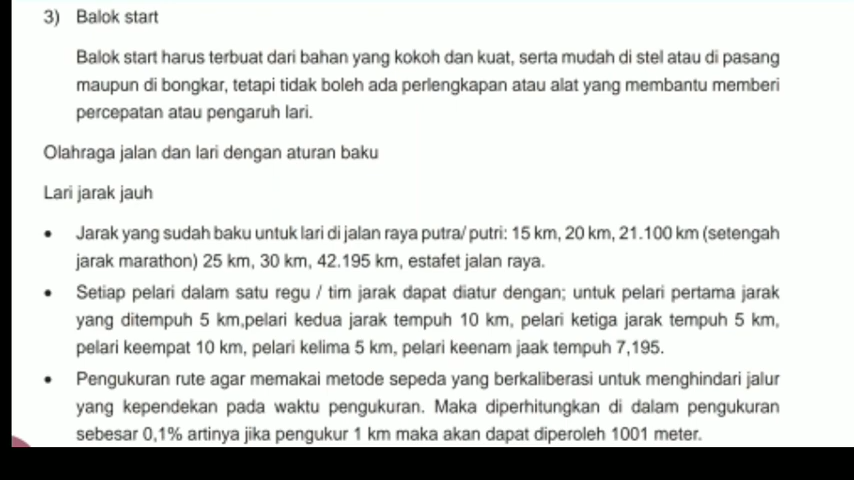 3) Balok start
Balok start harus terbuat dari bahan yang kokoh dan kuat, serta mudah di stel atau di pasang
maupun di bongkar, tetapi tidak boleh ada perlengkapan atau alat yang membantu memberi
percepatan atau pengaruh lari.
Olahraga jalan dan lari dengan aturan baku
Lari jarak jauh
• Jarak yang sudah baku untuk lari di jalan raya putra/ putri: 15 km, 20 km, 21.100 km (setengah
jarak marathon) 25 km, 30 km, 42.195 km, estafet jalan raya.
• Setiap pelari dalam satu regu / tim jarak dapat diatur dengan; untuk pelari pertama jarak
yang ditempuh 5 km,pelari kedua jarak tempuh 10 km, pelari ketiga jarak tempuh 5 km,
pelari keempat 10 km, pelari kelima 5 km, pelari keenam jaak tempuh 7,195.
• Pengukuran rute agar memakai metode sepeda yang berkaliberasi untuk menghindari jalur
yang kependekan pada waktu pengukuran. Maka diperhitungkan di dalam pengukuran
sebesar 0,1% artinya jika pengukur 1 km maka akan dapat diperoleh 1001 meter.